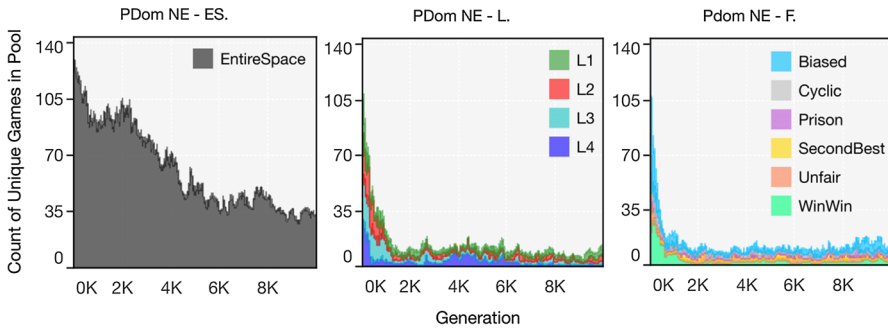 PDom NE - ES.
PDom NE - L.
Pdom NE - F.
Count of Unique Games in Pool
140
105
70
35
0
EntireSpace
0K 2K 4K 6K 8K
140
105
70
35
0
L1
L2
L3
L4
0K 2K 4K 6K 8K
140
105
70
35
0
Biased
Cyclic
Prison
SecondBest
Unfair
WinWin
0K 2K 4K 6K 8K
Generation